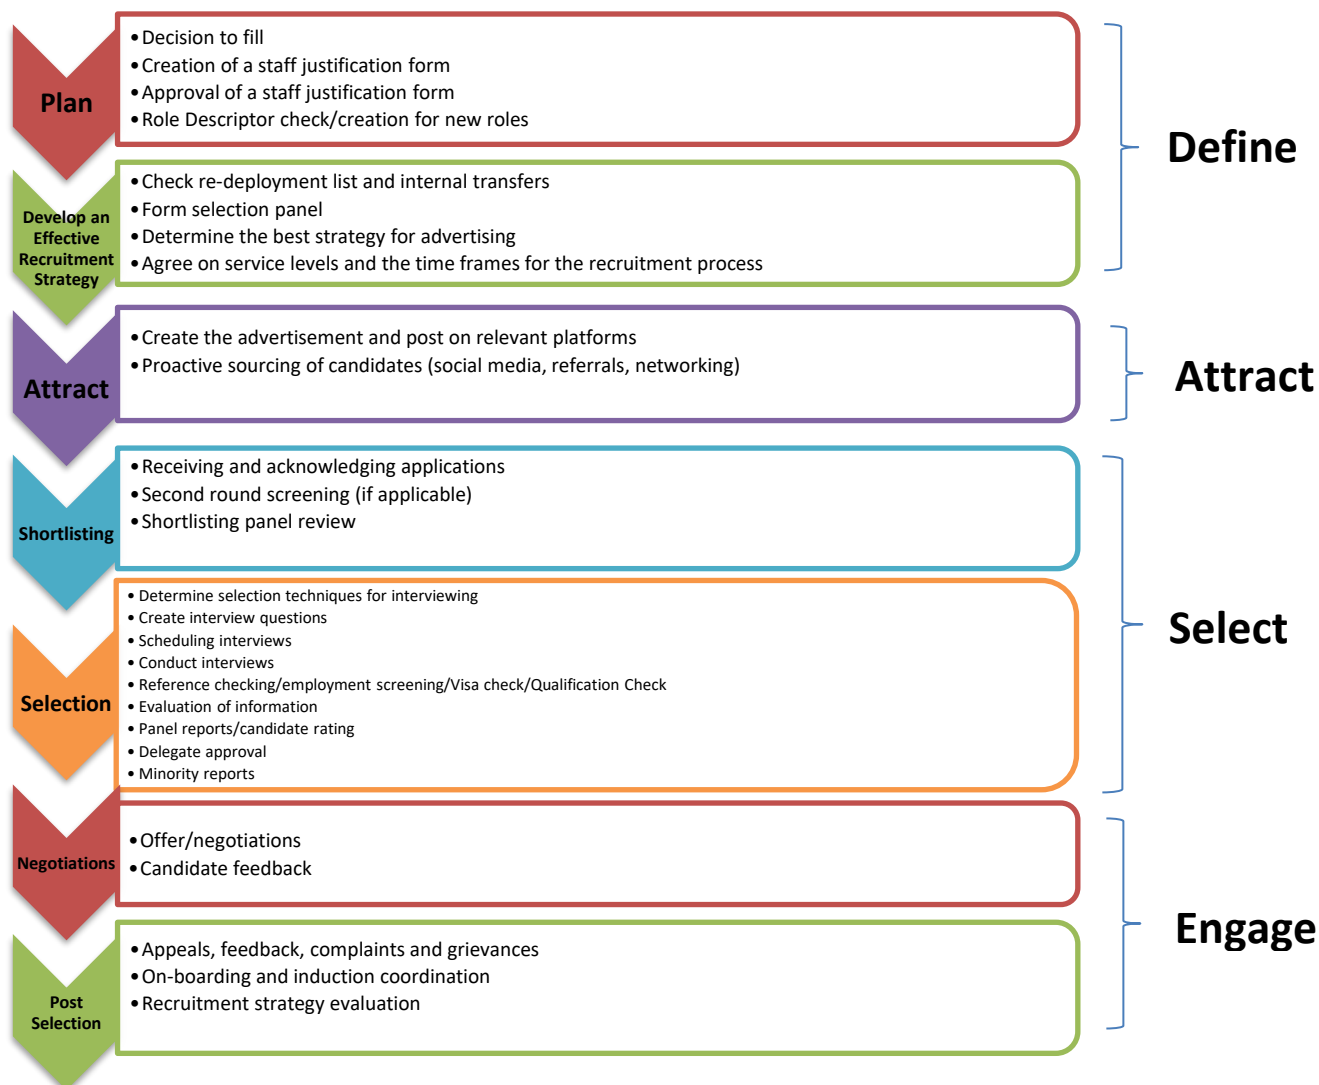 Plan
• Decision to fill
• Creation of a staff justification form
• Approval of a staff justification form
• Role Descriptor check/creation for new roles
Define
Develop an
Effective
Recruitment
Strategy
• Check re-deployment list and internal transfers
• Form selection panel
• Determine the best strategy for advertising
• Agree on service levels and the time frames for the recruitment process
Attract
• Create the advertisement and post on relevant platforms
• Proactive sourcing of candidates (social media, referrals, networking)
Attract
Shortlisting
• Receiving and acknowledging applications
• Second round screening (if applicable)
• Shortlisting panel review
Select
Selection
• Determine selection techniques for interviewing
• Create interview questions
• Scheduling interviews
• Conduct interviews
• Reference checking/employment screening/Visa check/Qualification Check
• Evaluation of information
• Panel reports/candidate rating
• Delegate approval
• Minority reports
Negotiations
• Offer/negotiations
• Candidate feedback
Engage
Post
Selection
• Appeals, feedback, complaints and grievances
• On-boarding and induction coordination
• Recruitment strategy evaluation